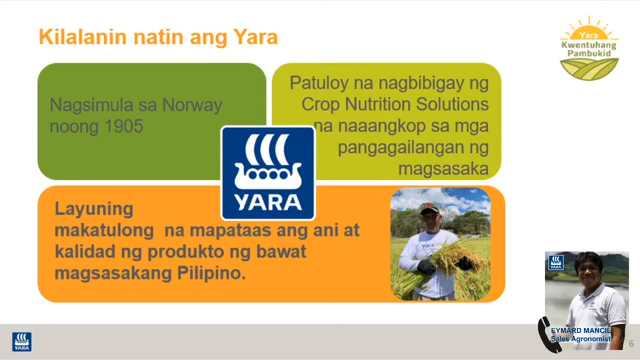 Kilalanin natin ang Yara
Yara
Kwentuhang
Pambukid
Nagsimula sa Norway
noong 1905
Patuloy na nagbibigay ng
Crop Nutrition Solutions
na naaangkop sa mga
pangagailangan ng
magsasaka
YARA
Layuning
makatulong na mapataas ang ani at
kalidad ng produkto ng bawat
magsasakang Pilipino.
EYMARD MANCIL
Sales Agronomist
6